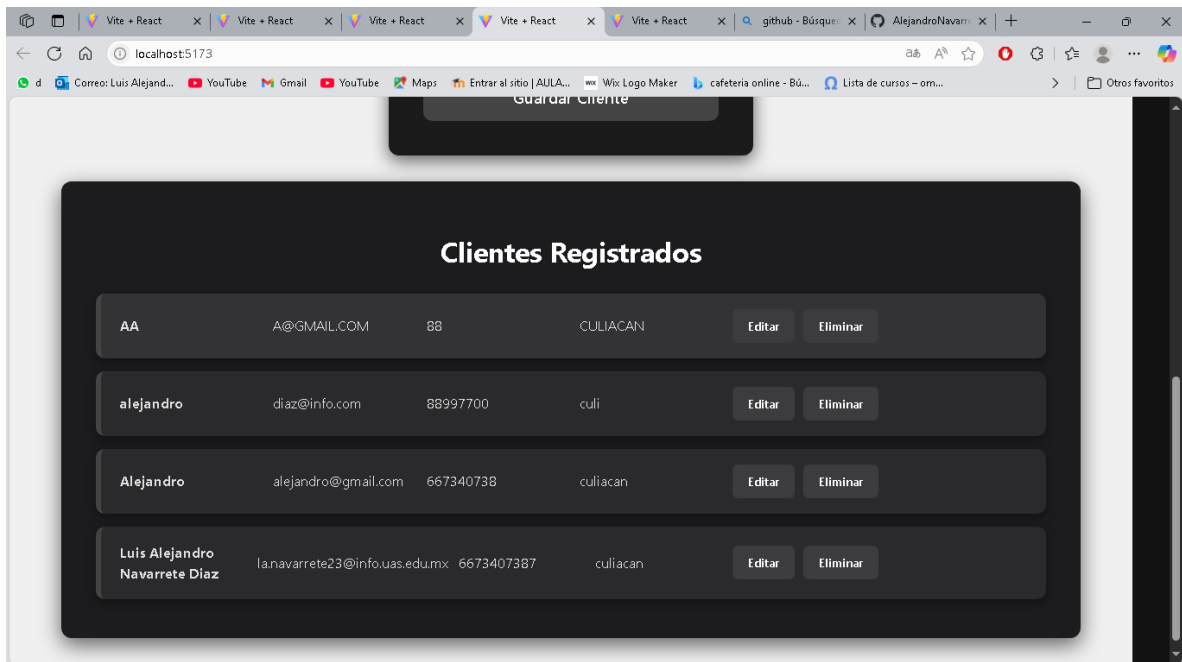 Vite + React
Vite + React
Vite + React
Vite + React
Vite + React
github - Búsque
AlejandroNavarr
localhost:5173
d
Correo: Luis Alejand...
YouTube
Gmail
YouTube
Maps
Entrar al sitio | AULA...
WIX Wix Logo Maker
cafeteria online - Bú...
Lista de cursos – om...
Otros favoritos
Guardar Cliente
Clientes Registrados
AA A@GMAIL.COM 88 CULIACAN Editar Eliminar
alejandro diaz@info.com 88997700 culi Editar Eliminar
Alejandro alejandro@gmail.com 667340738 culiacan Editar Eliminar
Luis Alejandro
Navarrete Diaz
la.navarrete23@info.uas.edu.mx 6673407387 culiacan Editar Eliminar